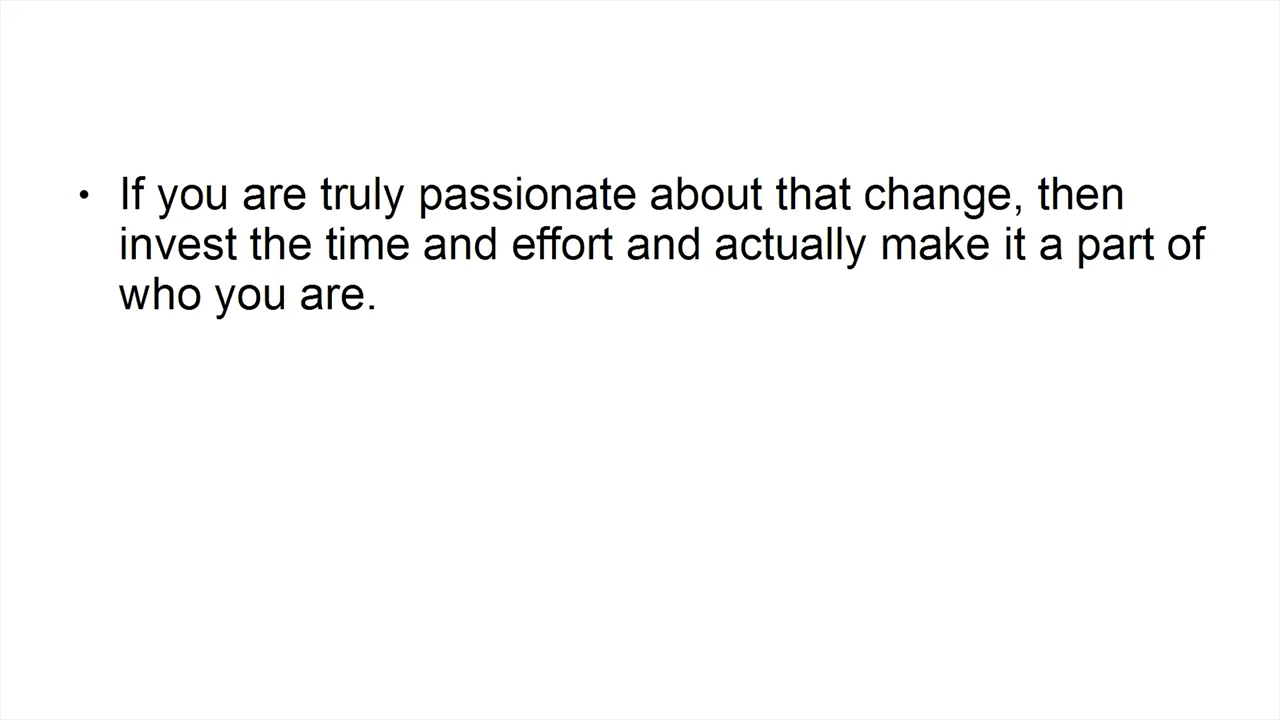 • If you are truly passionate about that change, then
invest the time and effort and actually make it a part of
who you are.